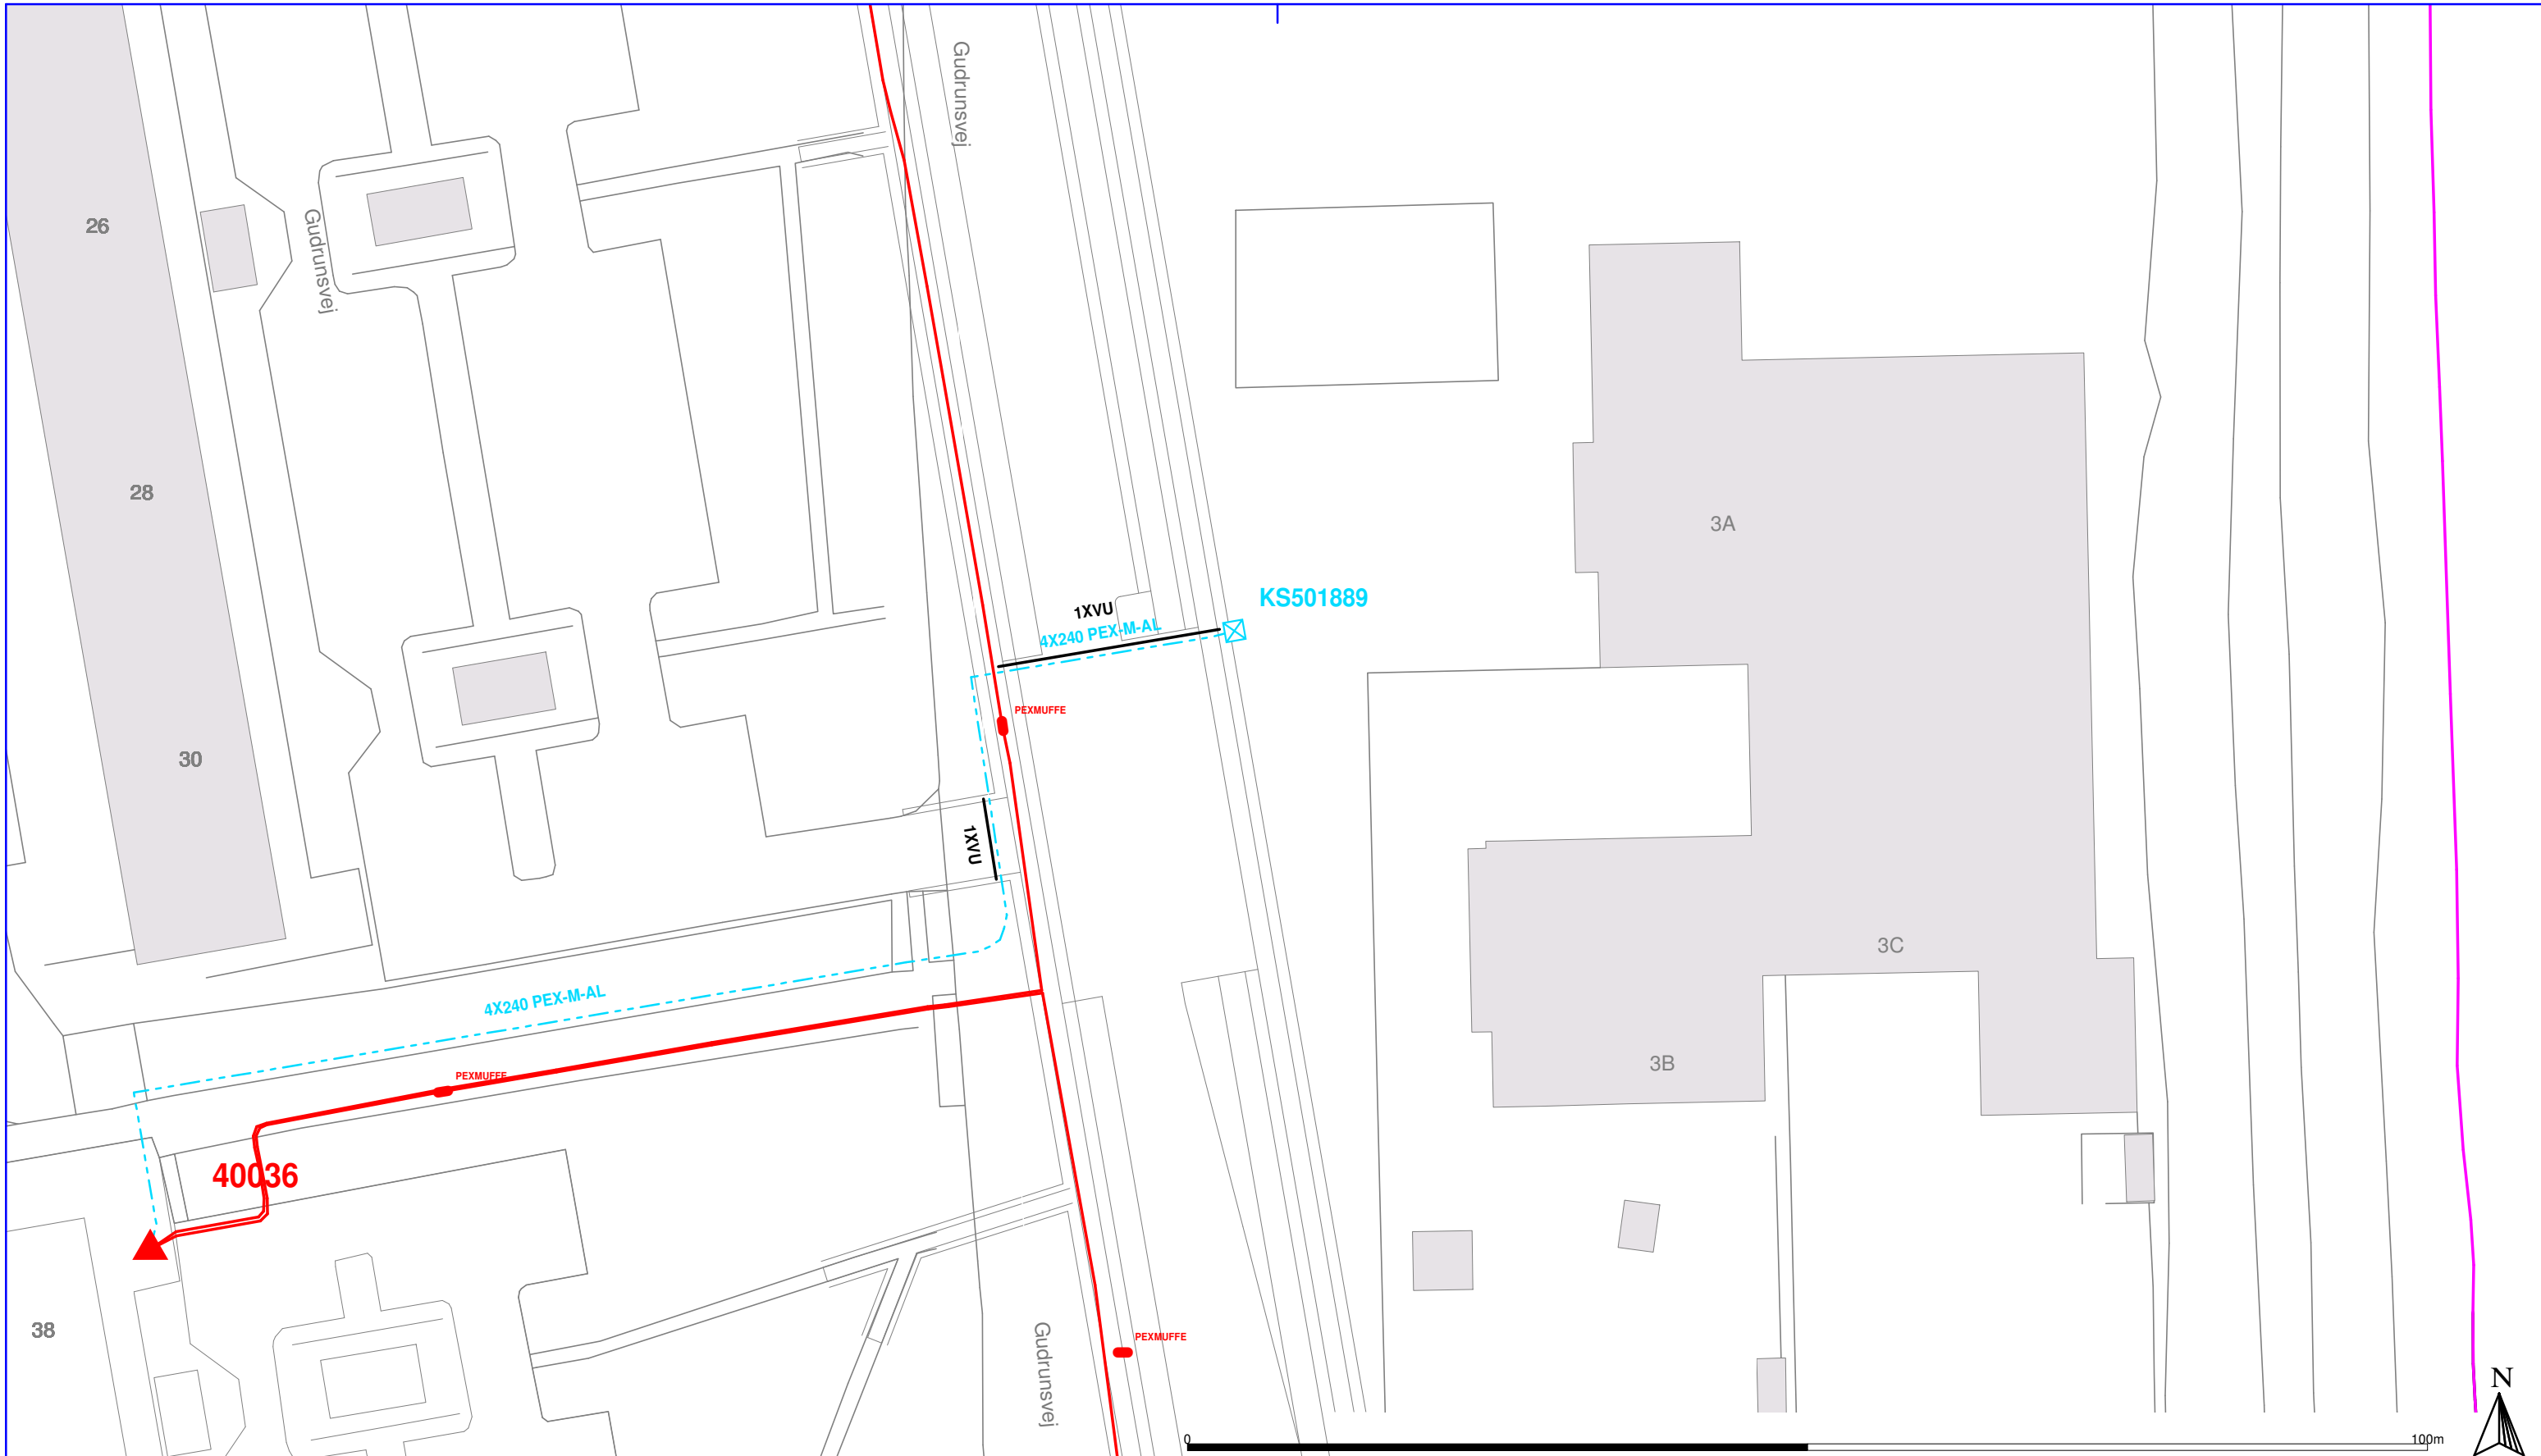 Gudrunsvej
26
Gudrunsvej
28
3A
KS501889
1XVU
4X240 PEX-M-AL
PEXMUFFE
30
1XVU
3C
4X240 PEX-M-AL
3B
PEXMUFFE
40036
38
PEXMUFFE
Gudrunsvej
N
0
100m